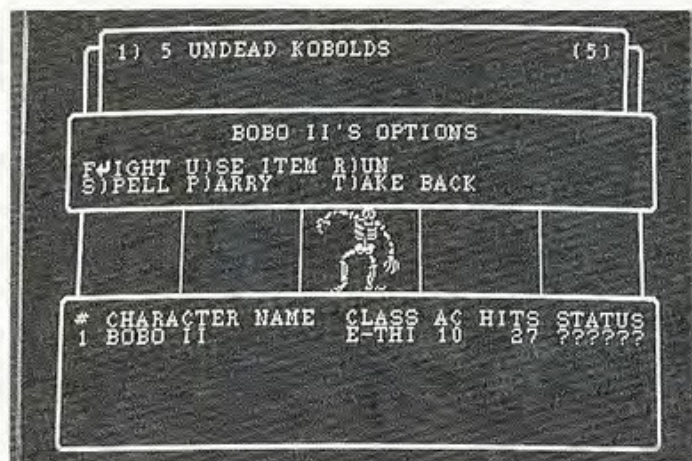 1) 5 UNDEAD KOBOLDS (5)
BOBO II'S OPTIONS
F↵IGHT U)SE ITEM R)UN
S)PELL P)ARRY T)AKE BACK
# CHARACTER NAME CLASS AC HITS STATUS
1 BOBO II E-THI 10 27 ??????